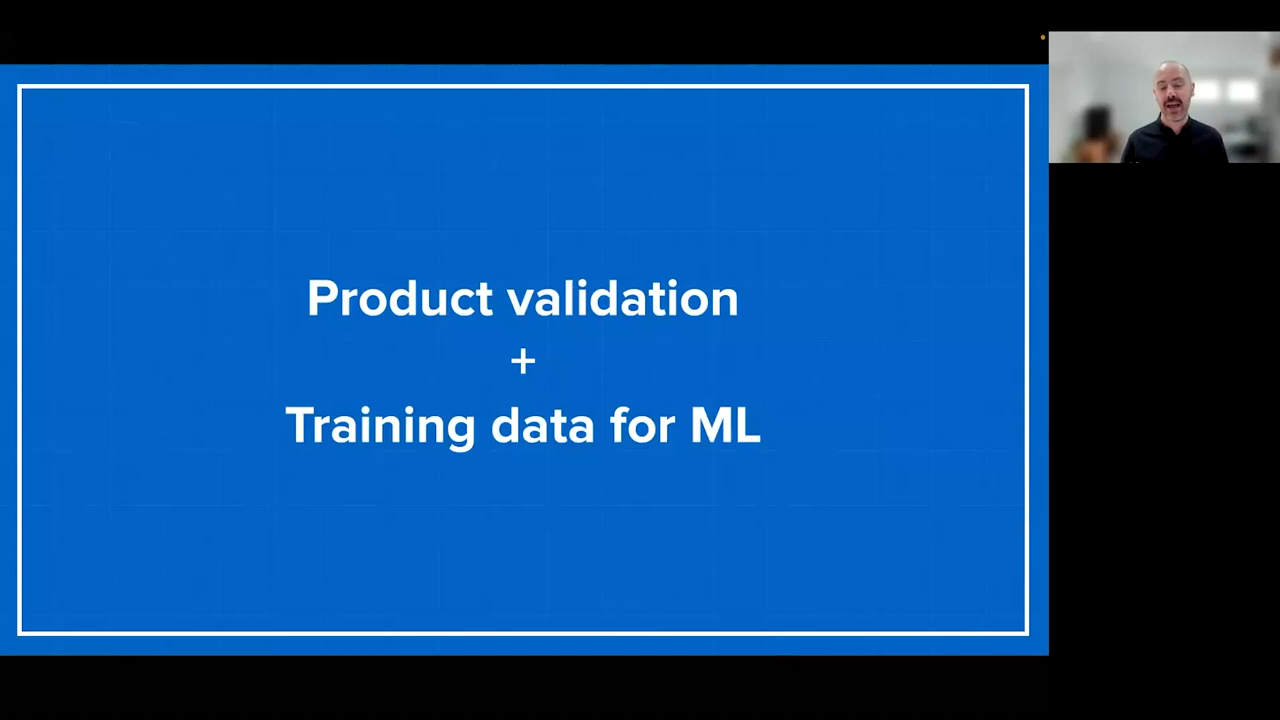 Product validation
+
Training data for ML